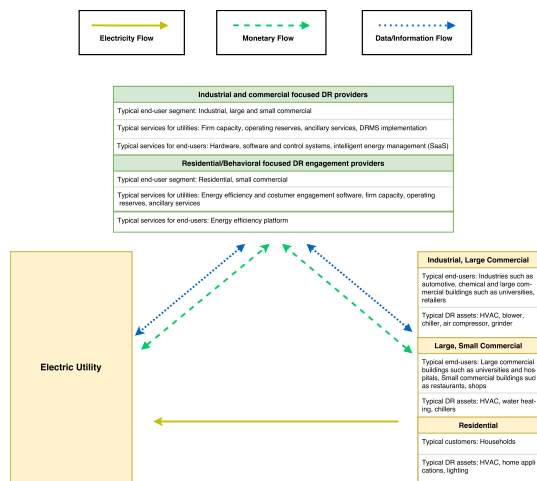 Electricity Flow
Monetary Flow
Data/Information Flow
Industrial and commercial focused DR providers
Typical end-user segment: Industrial, large and small commercial
Typical services for utilities: Firm capacity, operating reserves, ancillary services, DRMS implementation
Typical services for end-users: Hardware, software and control systems, intelligent energy management (SaaS)
Residential/Behavioral focused DR engagement providers
Typical end-user segment: Residential, small commercial
Typical services for utilities: Energy efficiency and costumer engagement software, firm capacity, operating
reserves, ancillary services
Typical services for end-users: Energy efficiency platform
Electric Utility
Industrial, Large Commercial
Typical end-users: Industries such as
automotive, chemical and large com-
mercial buildings such as universities,
retailers
Typical DR assets: HVAC, blower,
chiller, air compressor, grinder
Large, Small Commercial
Typical emd-users: Large commercial
buildings such as universities and hos-
pitals, Small commercial buildings such
as restaurants, shops
Typical DR assets: HVAC, water heat-
ing, chillers
Residential
Typical customers: Households
Typical DR assets: HVAC, home appli-
cations, lighting